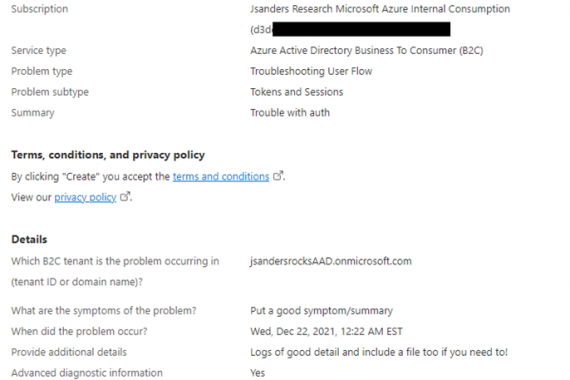 Subscription Jsanders Research Microsoft Azure Internal Consumption
(d3d
Service type Azure Active Directory Business To Consumer (B2C)
Problem type Troubleshooting User Flow
Problem subtype Tokens and Sessions
Summary Trouble with auth
Terms, conditions, and privacy policy
By clicking "Create" you accept the terms and conditions.
View our privacy policy.
Details
Which B2C tenant is the problem occurring in jsandersrocksAAD.onmicrosoft.com
(tenant ID or domain name)?
What are the symptoms of the problem? Put a good symptom/summary
When did the problem occur? Wed, Dec 22, 2021, 12:22 AM EST
Provide additional details Logs of good detail and include a file too if you need to!
Advanced diagnostic information Yes